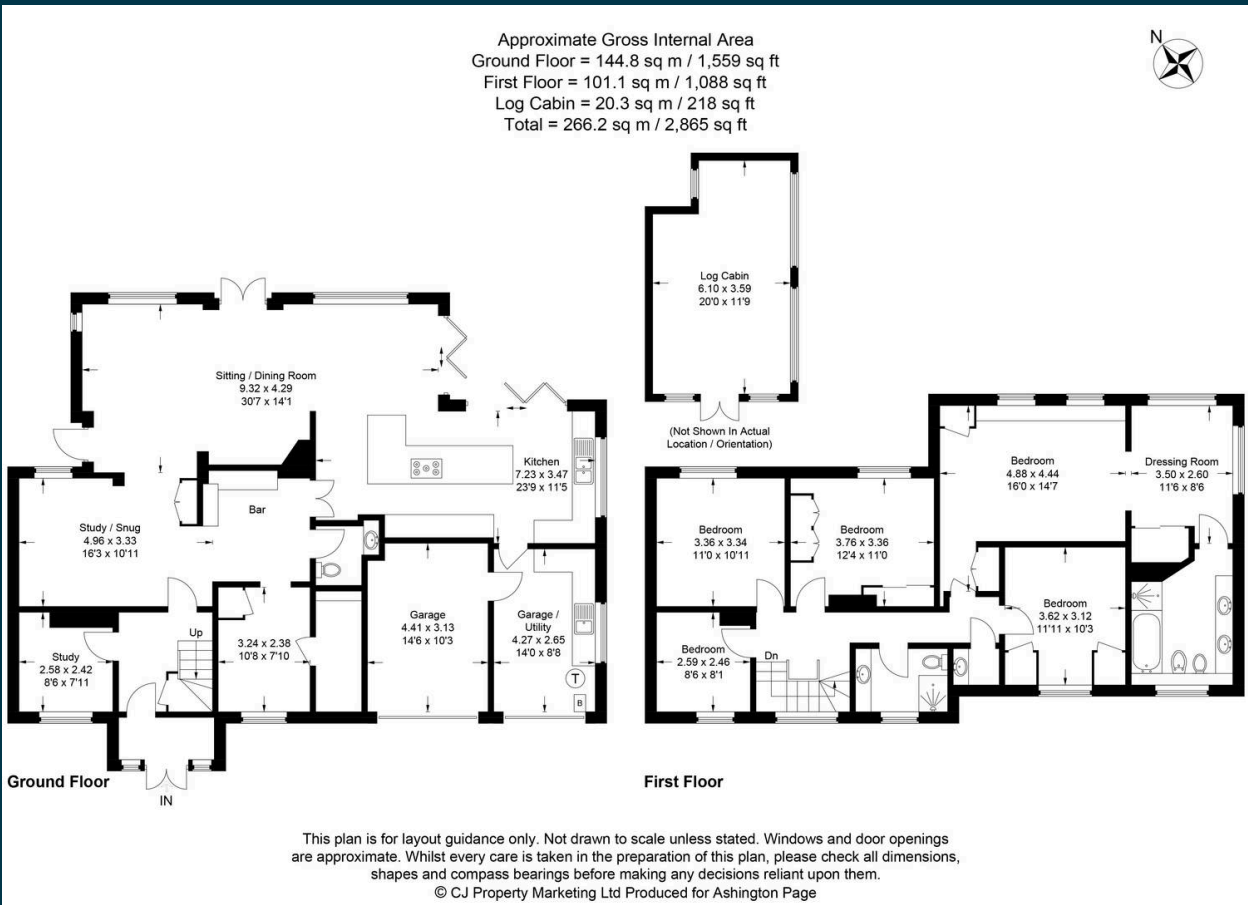 Approximate Gross Internal Area
Ground Floor = 144.8 sq m / 1,559 sq ft
First Floor = 101.1 sq m / 1,088 sq ft
Log Cabin = 20.3 sq m / 218 sq ft
Total = 266.2 sq m / 2,865 sq ft
N
Log Cabin
6.10 x 3.59
20'0 x 11'9
(Not Shown In Actual
Location / Orientation)
Sitting / Dining Room
9.32 x 4.29
30'7 x 14'1
Kitchen
7.23 x 3.47
23'9 x 11'5
Bar
Study / Snug
4.96 x 3.33
16'3 x 10'11
Study
2.58 x 2.42
8'6 x 7'11
Up
3.24 x 2.38
10'8 x 7'10
Garage
4.41 x 3.13
14'6 x 10'3
Garage /
Utility
4.27 x 2.65
14'0 x 8'8
T
B
IN
Ground Floor
Bedroom
4.88 x 4.44
16'0 x 14'7
Dressing Room
3.50 x 2.60
11'6 x 8'6
Bedroom
3.36 x 3.34
11'0 x 10'11
Bedroom
3.76 x 3.36
12'4 x 11'0
Bedroom
3.62 x 3.12
11'11 x 10'3
Bedroom
2.59 x 2.46
8'6 x 8'1
Dn
First Floor
This plan is for layout guidance only. Not drawn to scale unless stated. Windows and door openings
are approximate. Whilst every care is taken in the preparation of this plan, please check all dimensions,
shapes and compass bearings before making any decisions reliant upon them.
© CJ Property Marketing Ltd Produced for Ashington Page